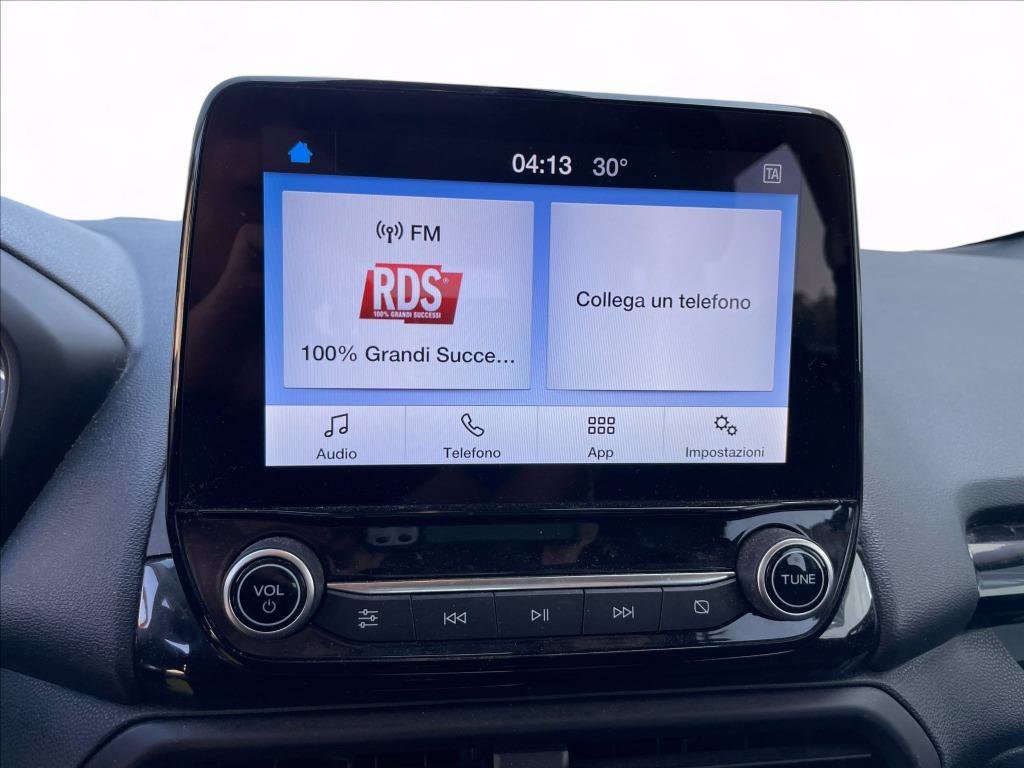 04:13 30°
TA
FM
RDS®
100% GRANDI SUCCESSI
100% Grandi Succe...
Collega un telefono
Audio
Telefono
App
Impostazioni
VOL
TUNE